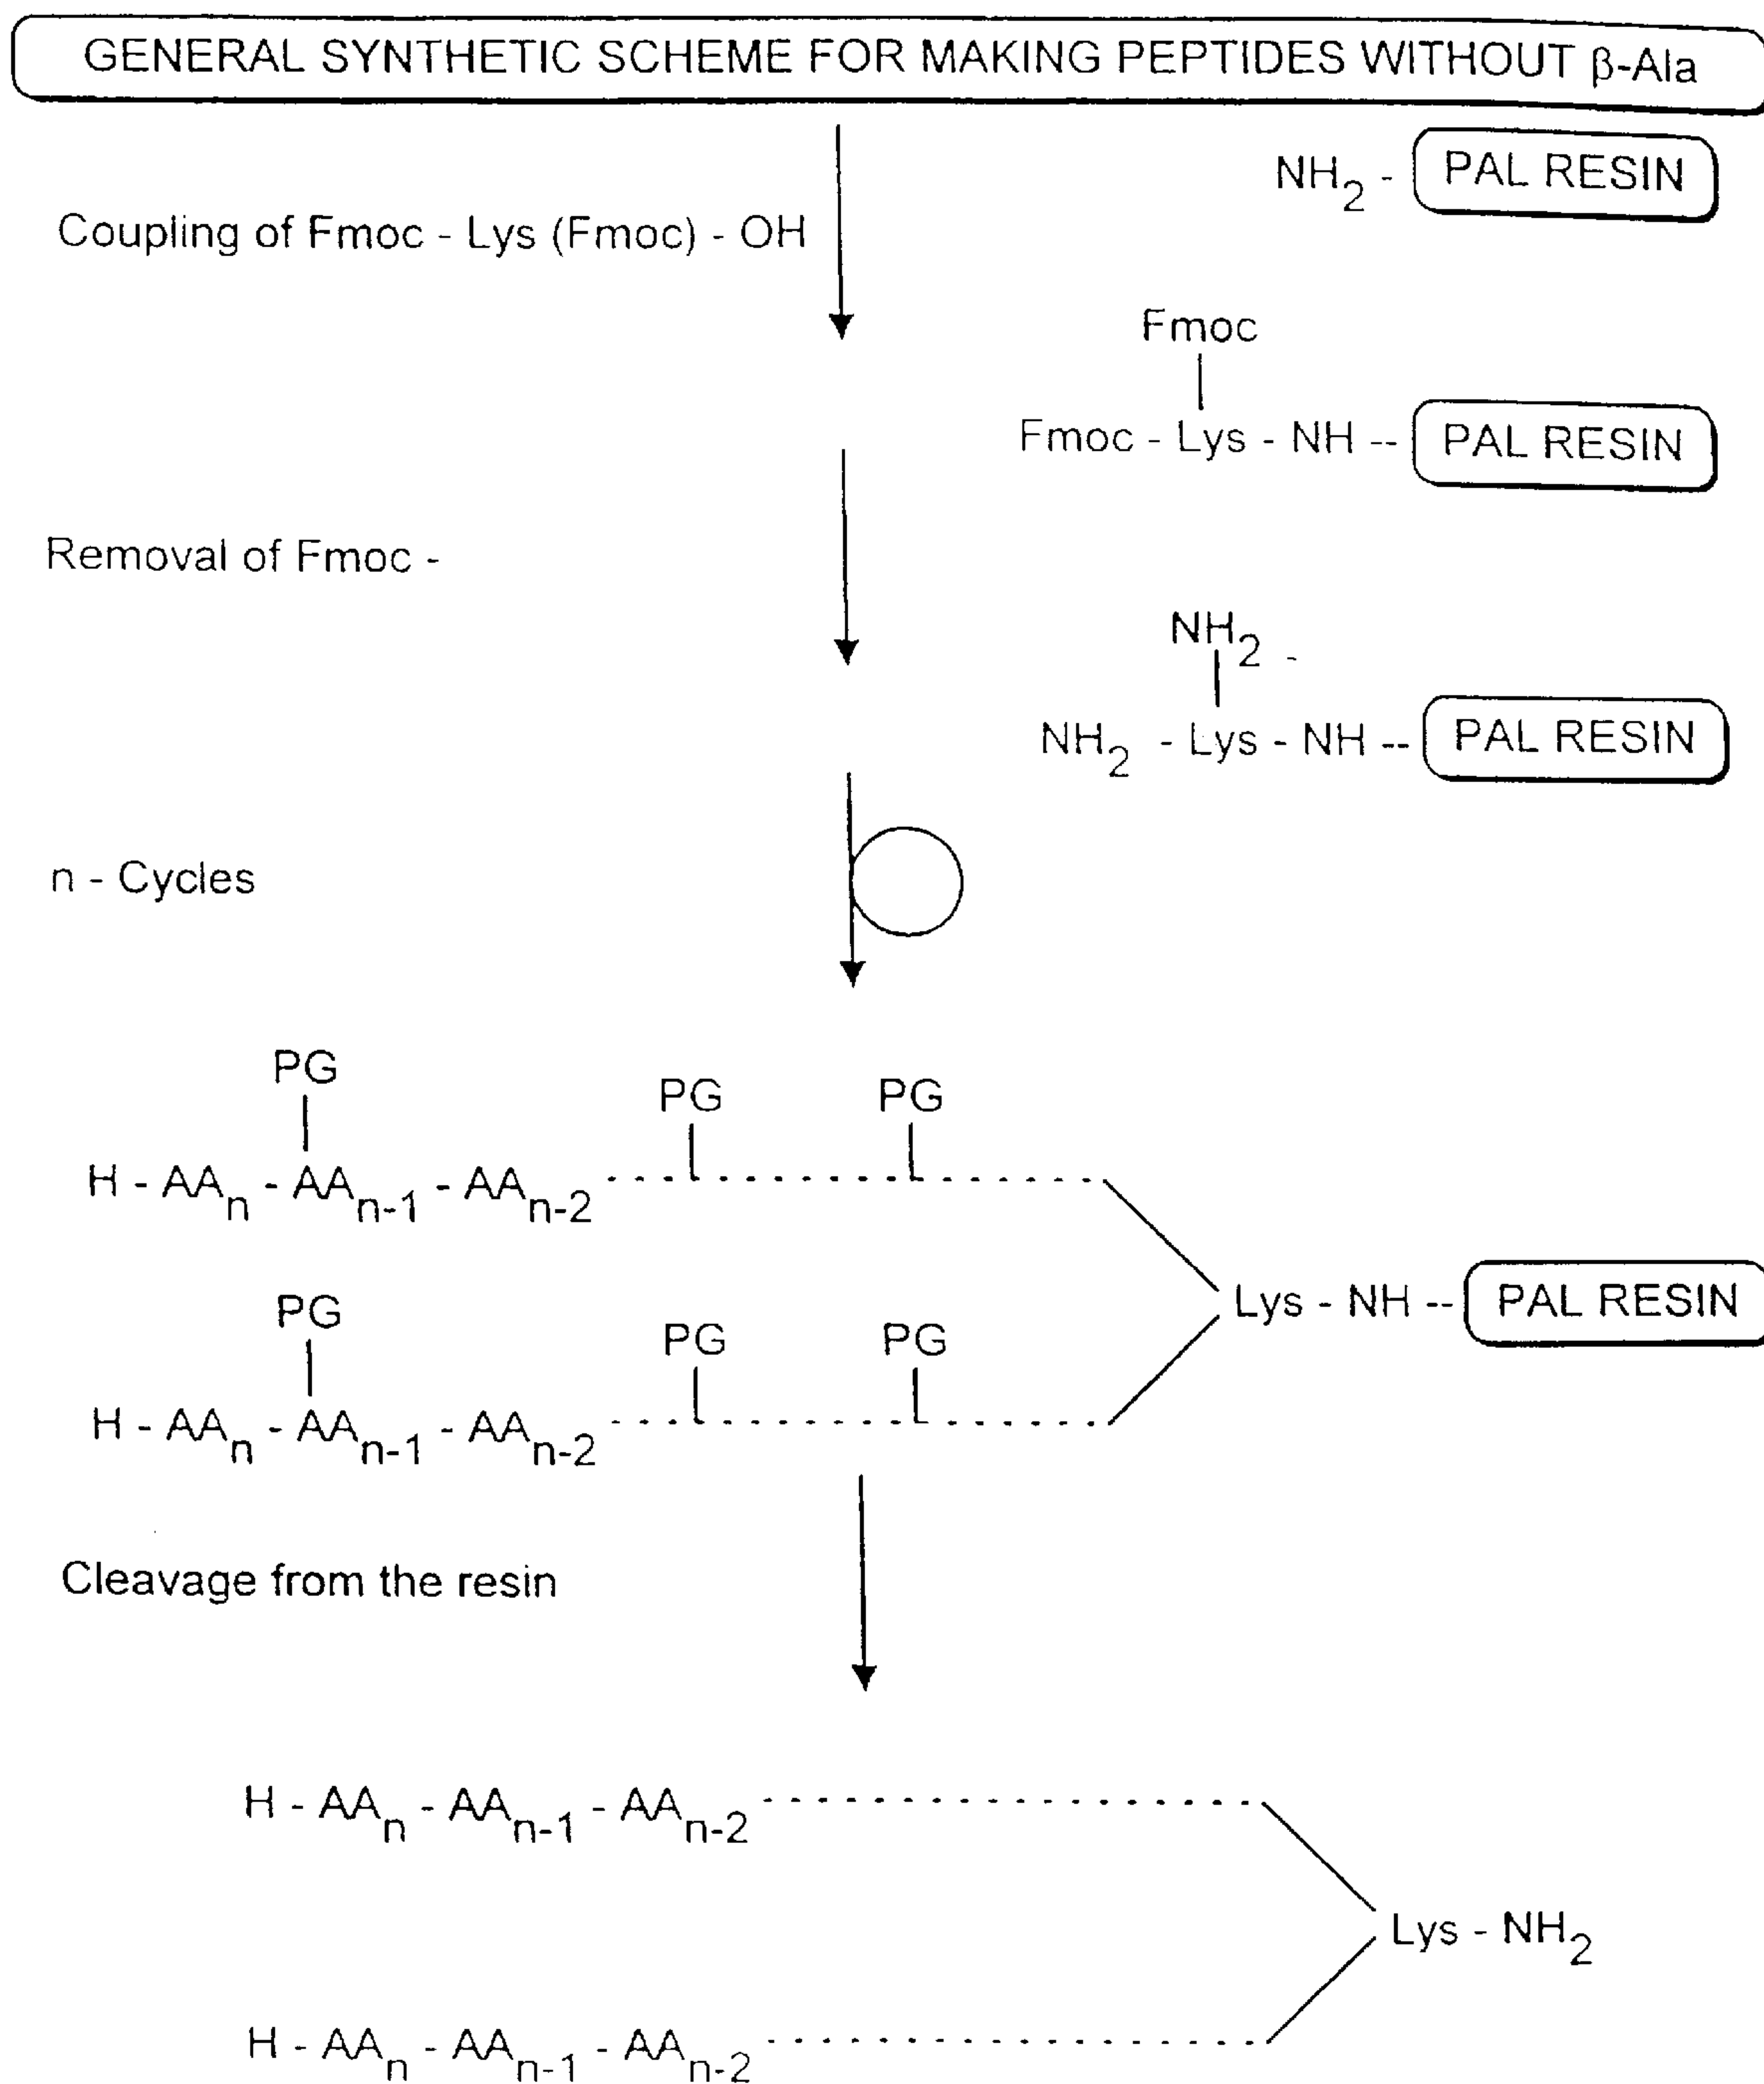 GENERAL SYNTHETIC SCHEME FOR MAKING PEPTIDES WITHOUT β-Ala
NH2 - PAL RESIN
Coupling of Fmoc - Lys (Fmoc) - OH
Fmoc
Fmoc - Lys - NH -- PAL RESIN
Removal of Fmoc -
NH2 -
NH2 - Lys - NH -- PAL RESIN
n - Cycles
PG PG PG
H - AAn - AAn-1 - AAn-2
Lys - NH -- PAL RESIN
PG PG PG
H - AAn - AAn-1 - AAn-2
Cleavage from the resin
H - AAn - AAn-1 - AAn-2
Lys - NH2
H - AAn - AAn-1 - AAn-2